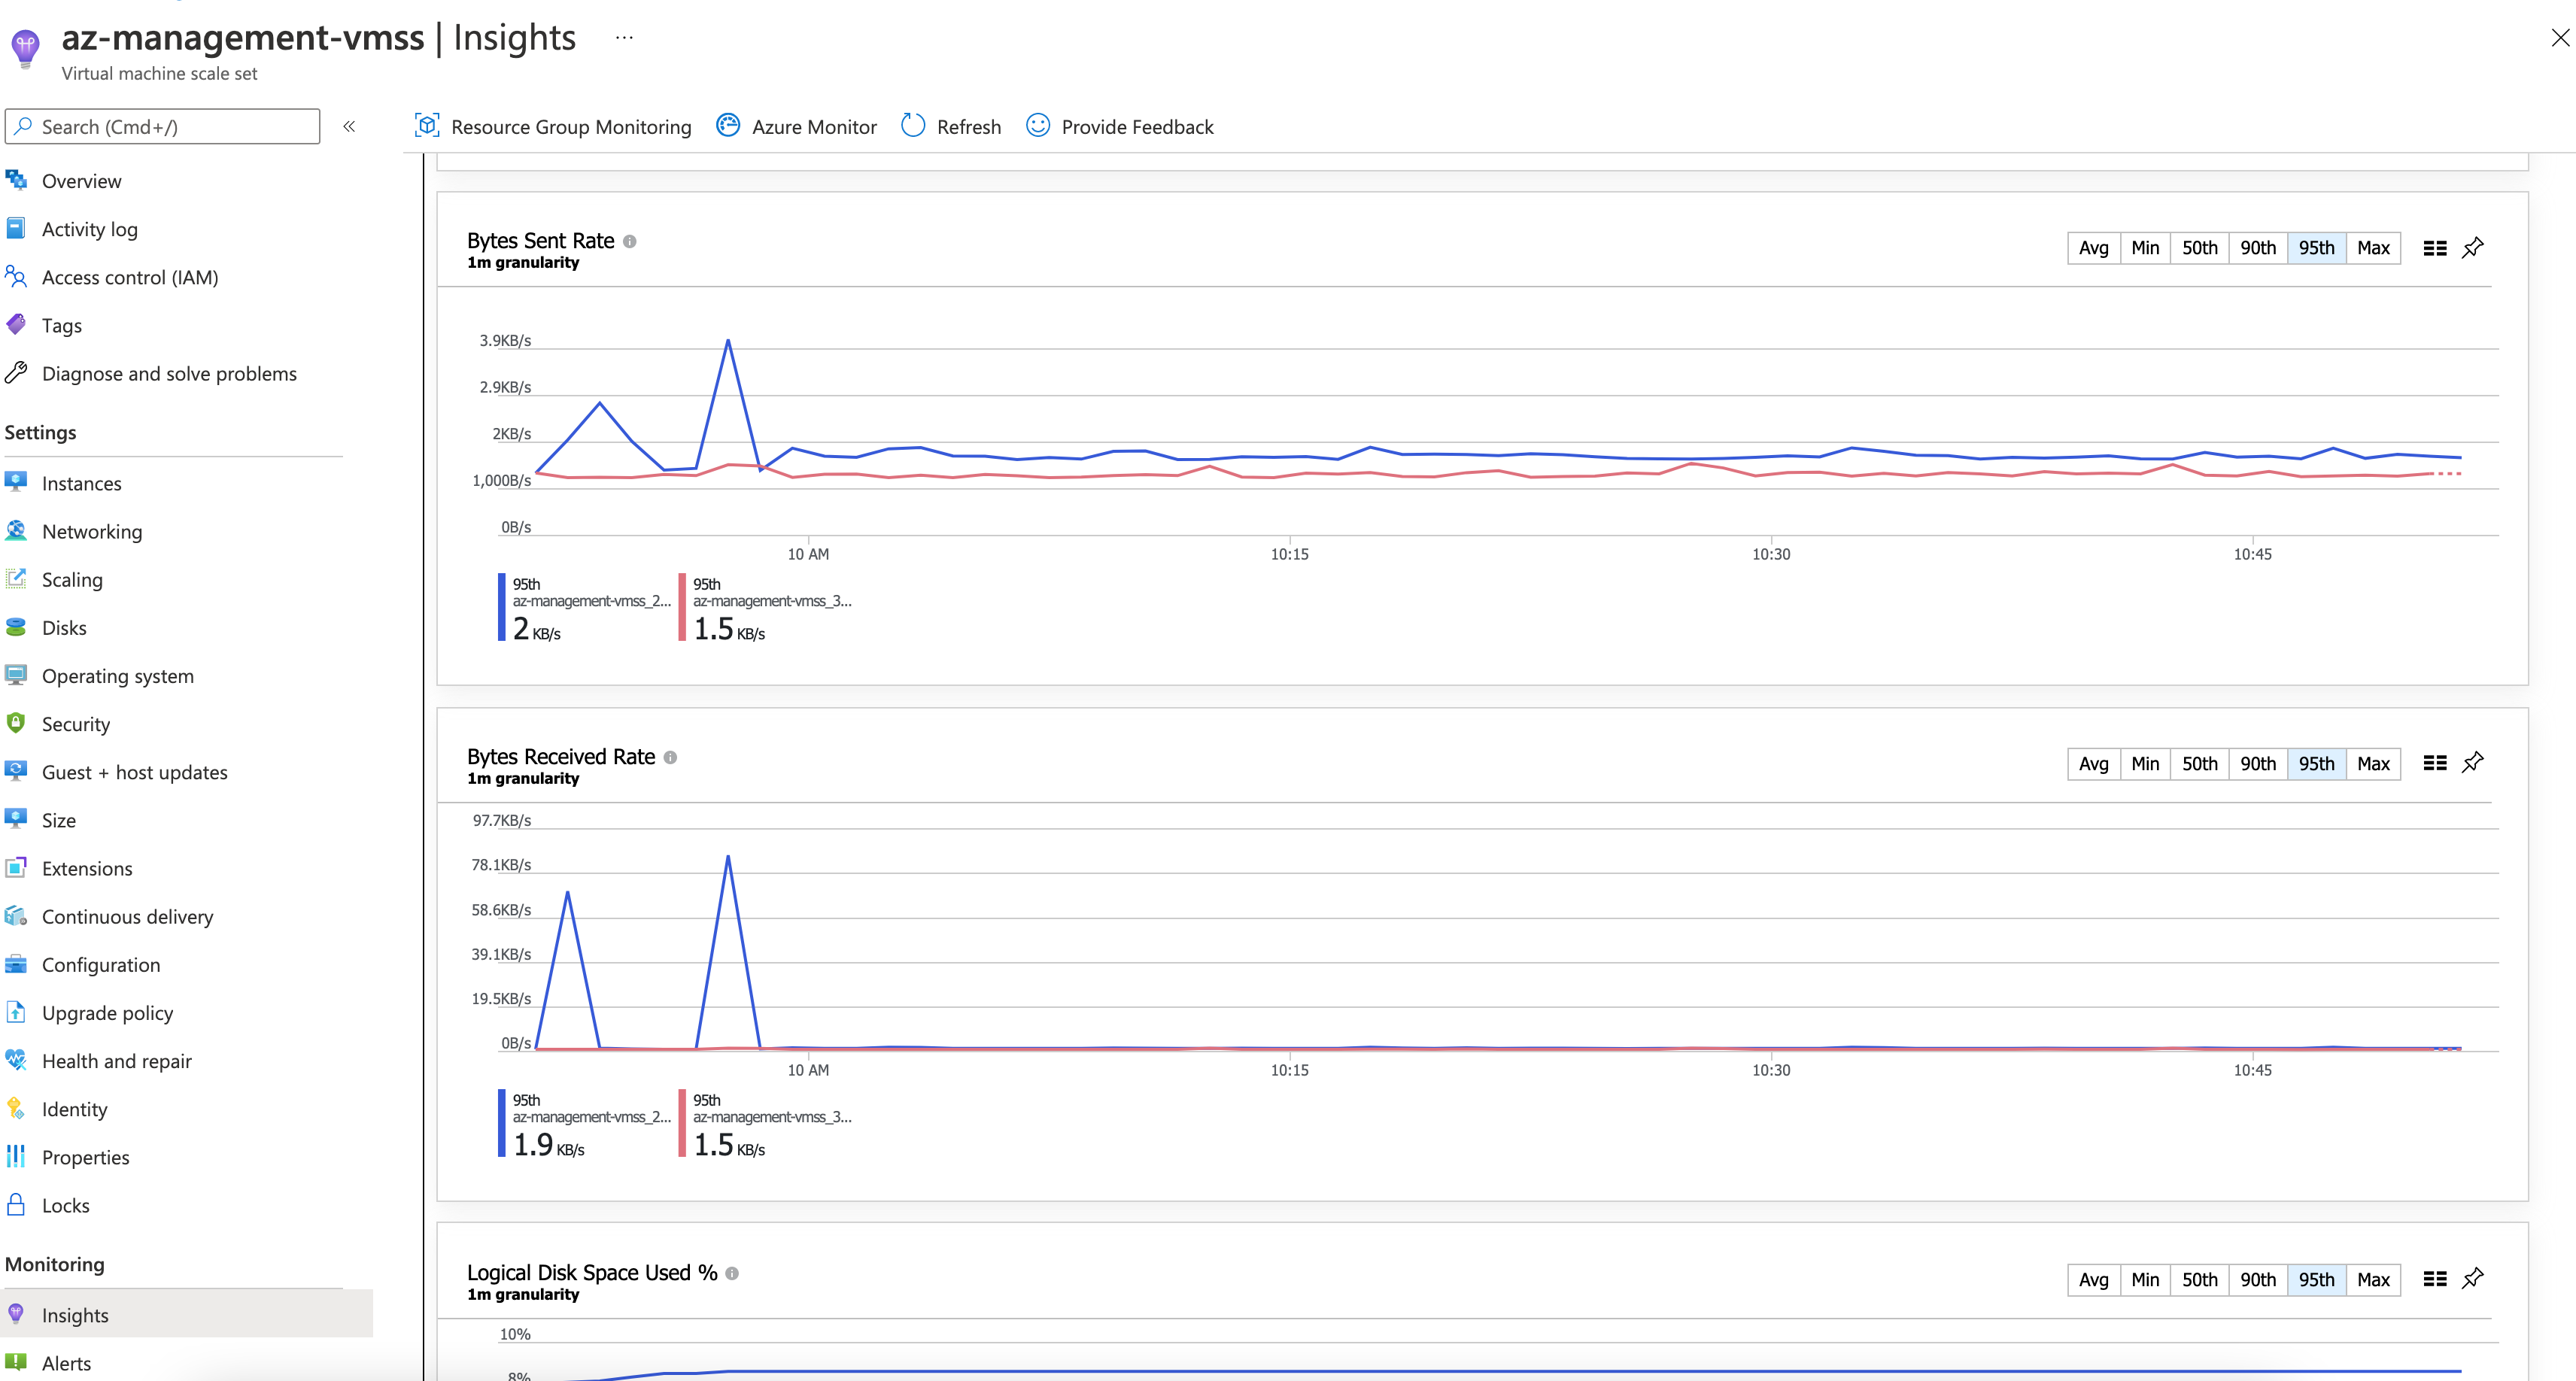 az-management-vmss | Insights ...
Virtual machine scale set
Search (Cmd+/)
«
Resource Group Monitoring
Azure Monitor
Refresh
Provide Feedback
Overview
Activity log
Access control (IAM)
Tags
Diagnose and solve problems
Settings
Instances
Networking
Scaling
Disks
Operating system
Security
Guest + host updates
Size
Extensions
Continuous delivery
Configuration
Upgrade policy
Health and repair
Identity
Properties
Locks
Monitoring
Insights
Alerts
Bytes Sent Rate
1m granularity
Avg Min 50th 90th 95th Max
3.9KB/s
2.9KB/s
2KB/s
1,000B/s
0B/s
10 AM 10:15 10:30 10:45
95th
az-management-vmss_2...
2 KB/s
95th
az-management-vmss_3...
1.5 KB/s
Bytes Received Rate
1m granularity
Avg Min 50th 90th 95th Max
97.7KB/s
78.1KB/s
58.6KB/s
39.1KB/s
19.5KB/s
0B/s
10 AM 10:15 10:30 10:45
95th
az-management-vmss_2...
1.9 KB/s
95th
az-management-vmss_3...
1.5 KB/s
Logical Disk Space Used %
1m granularity
Avg Min 50th 90th 95th Max
10%
8%